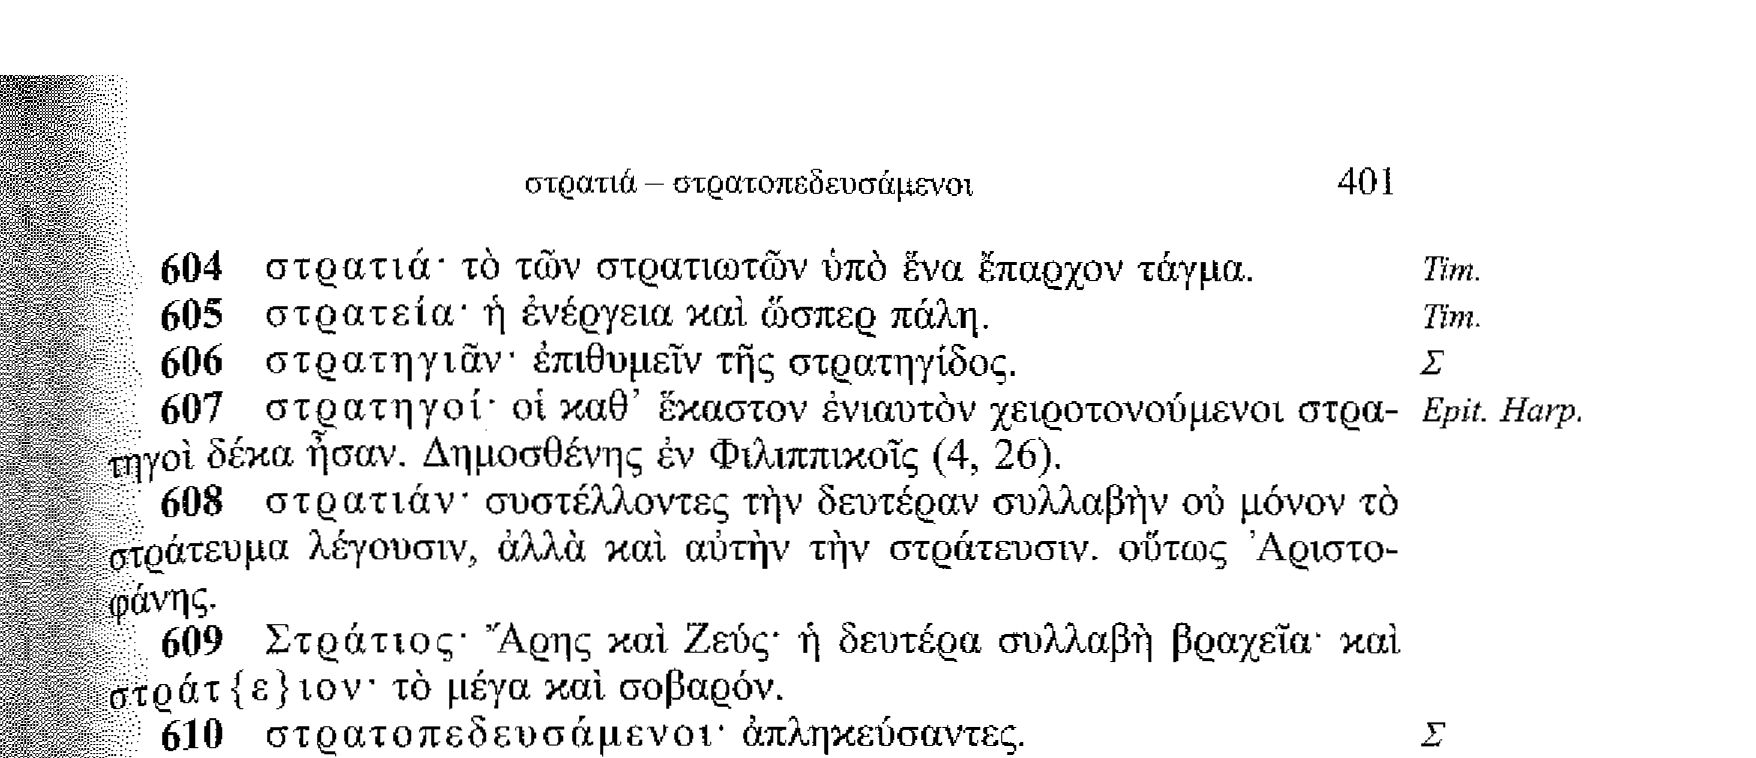 στρατιά – στρατοπεδευσάμενοι 401
604 στρατιά· τὸ τῶν στρατιωτῶν ὑπὸ ἕνα ἔπαρχον τάγμα. Tim.
605 στρατεία· ἡ ἐνέργεια καὶ ὥσπερ πάλη. Tim.
606 στρατηγιᾶν· ἐπιθυμεῖν τῆς στρατηγίδος. Σ
607 στρατηγοί· οἱ καθ’ ἕκαστον ἐνιαυτὸν χειροτονούμενοι στρα- Epit. Harp.
τηγοὶ δέκα ἦσαν. Δημοσθένης ἐν Φιλιππικοῖς (4, 26).
608 στρατιάν· συστέλλοντες τὴν δευτέραν συλλαβὴν οὐ μόνον τὸ
στράτευμα λέγουσιν, ἀλλὰ καὶ αὐτὴν τὴν στράτευσιν. οὕτως Ἀριστο-
φάνης.
609 Στράτιος· Ἄρης καὶ Ζεύς· ἡ δευτέρα συλλαβὴ βραχεῖα· καὶ
στράτ{ε}ιον· τὸ μέγα καὶ σοβαρόν.
610 στρατοπεδευσάμενοι· ἀπληκεύσαντες. Σ